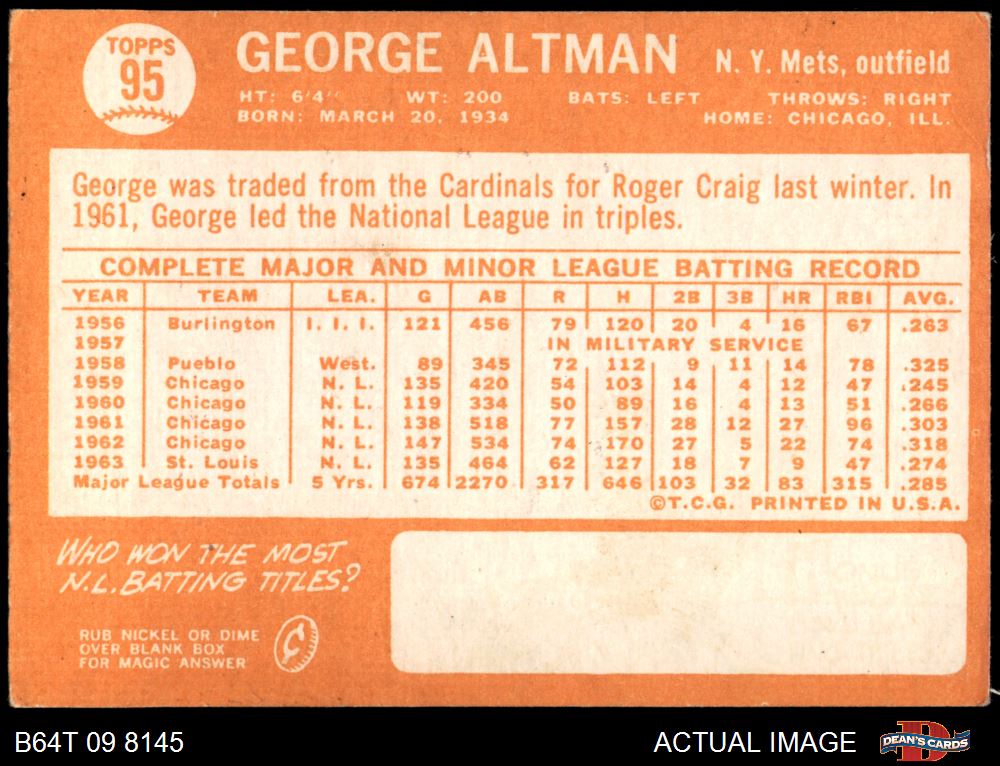 TOPPS
95
GEORGE ALTMAN N. Y. Mets, outfield
HT: 6'4" WT: 200 BATS: LEFT THROWS: RIGHT
BORN: MARCH 20, 1934 HOME: CHICAGO, ILL.
George was traded from the Cardinals for Roger Craig last winter. In
1961, George led the National League in triples.
COMPLETE MAJOR AND MINOR LEAGUE BATTING RECORD
YEAR TEAM LEA. G AB R H 2B 3B HR RBI AVG.
1956 Burlington I. I. I. 121 456 79 120 20 4 16 67 .263
1957 IN MILITARY SERVICE
1958 Pueblo West. 89 345 72 112 9 11 14 78 .325
1959 Chicago N. L. 135 420 54 103 14 4 12 47 .245
1960 Chicago N. L. 119 334 50 89 16 4 13 51 .266
1961 Chicago N. L. 138 518 77 157 28 12 27 96 .303
1962 Chicago N. L. 147 534 74 170 27 5 22 74 .318
1963 St. Louis N. L. 135 464 62 127 18 7 9 47 .274
Major League Totals 5 Yrs. 674 2270 317 646 103 32 83 315 .285
©T.C.G. PRINTED IN U.S.A.
WHO WON THE MOST
N.L. BATTING TITLES?
RUB NICKEL OR DIME
OVER BLANK BOX
FOR MAGIC ANSWER
B64T 09 8145 ACTUAL IMAGE DEAN'S CARDS